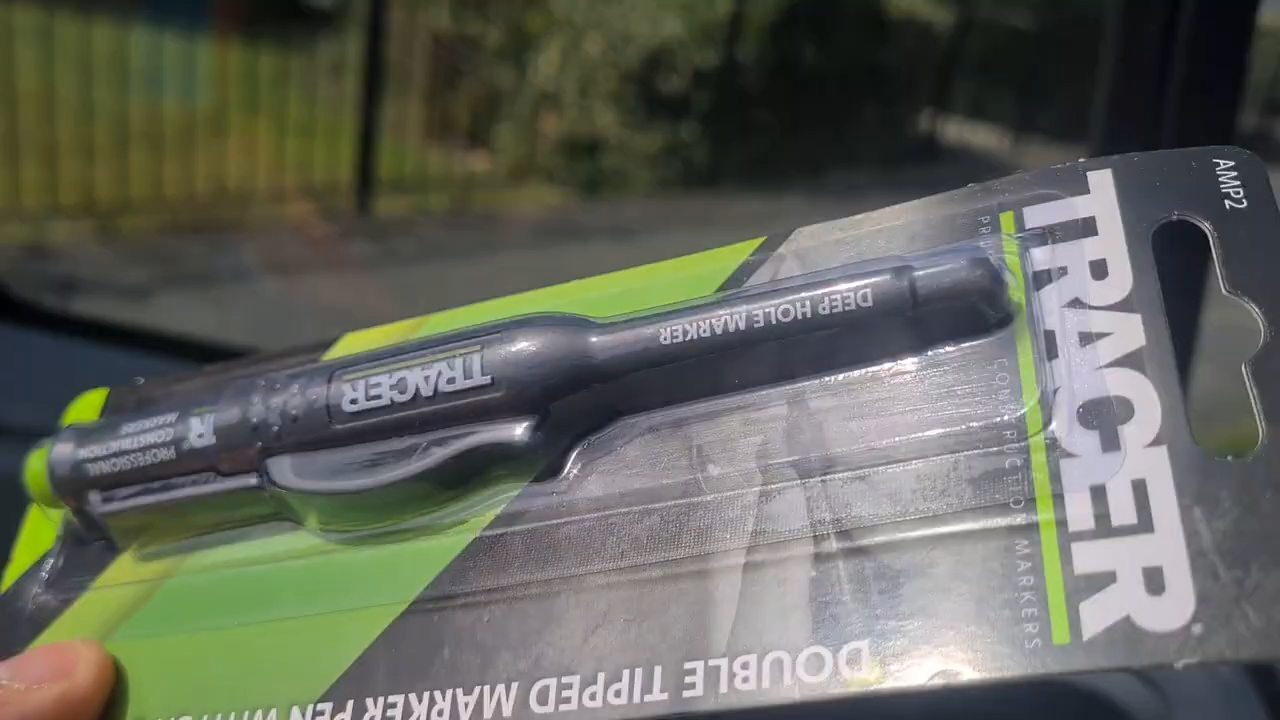 AMP2
TRACER
CONSTRUCTION MARKERS
DEEP HOLE MARKER
TRACER
PROFESSIONAL
CONSTRUCTION
MARKERS
DOUBLE TIPPED MARKER PEN